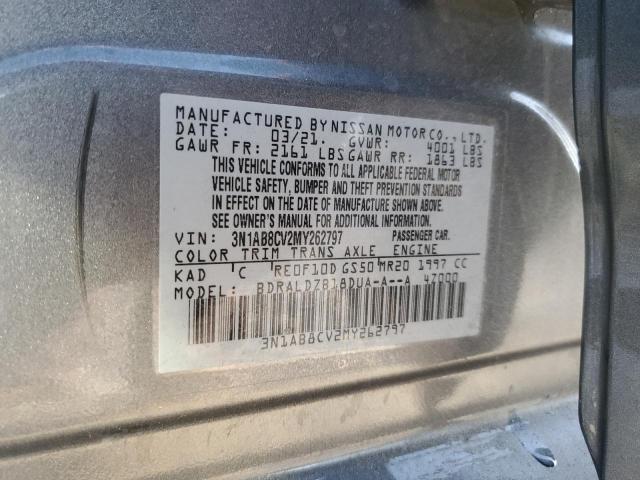 MANUFACTURED BY NISSAN MOTOR CO., LTD.
DATE: 03/21. GVWR: 4001 LBS
GAWR FR: 2161 LBS GAWR RR: 1863 LBS
THIS VEHICLE CONFORMS TO ALL APPLICABLE FEDERAL MOTOR
VEHICLE SAFETY, BUMPER AND THEFT PREVENTION STANDARDS
IN EFFECT ON THE DATE OF MANUFACTURE SHOWN ABOVE.
SEE OWNER'S MANUAL FOR ADDITIONAL INFORMATION.
VIN: 3N1AB8CV2MY262797 PASSENGER CAR.
COLOR TRIM TRANS AXLE ENGINE
KAD C RE0F10D GS50 MR20 1997 CC
MODEL: BDRALDZB18DUA-A--A 47000
3N1AB8CV2MY262797